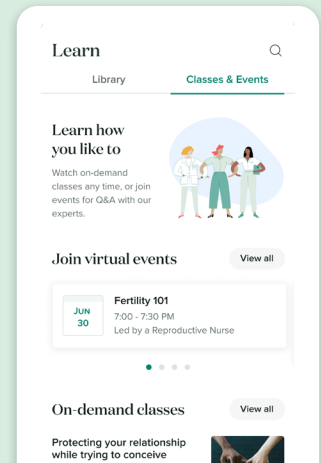 Learn
Library
Classes & Events
Learn how
you like to
Watch on-demand
classes any time, or join
events for Q&A with our
experts.
Join virtual events
View all
JUN
30
Fertility 101
7:00 - 7:30 PM
Led by a Reproductive Nurse
On-demand classes
View all
Protecting your relationship
while trying to conceive